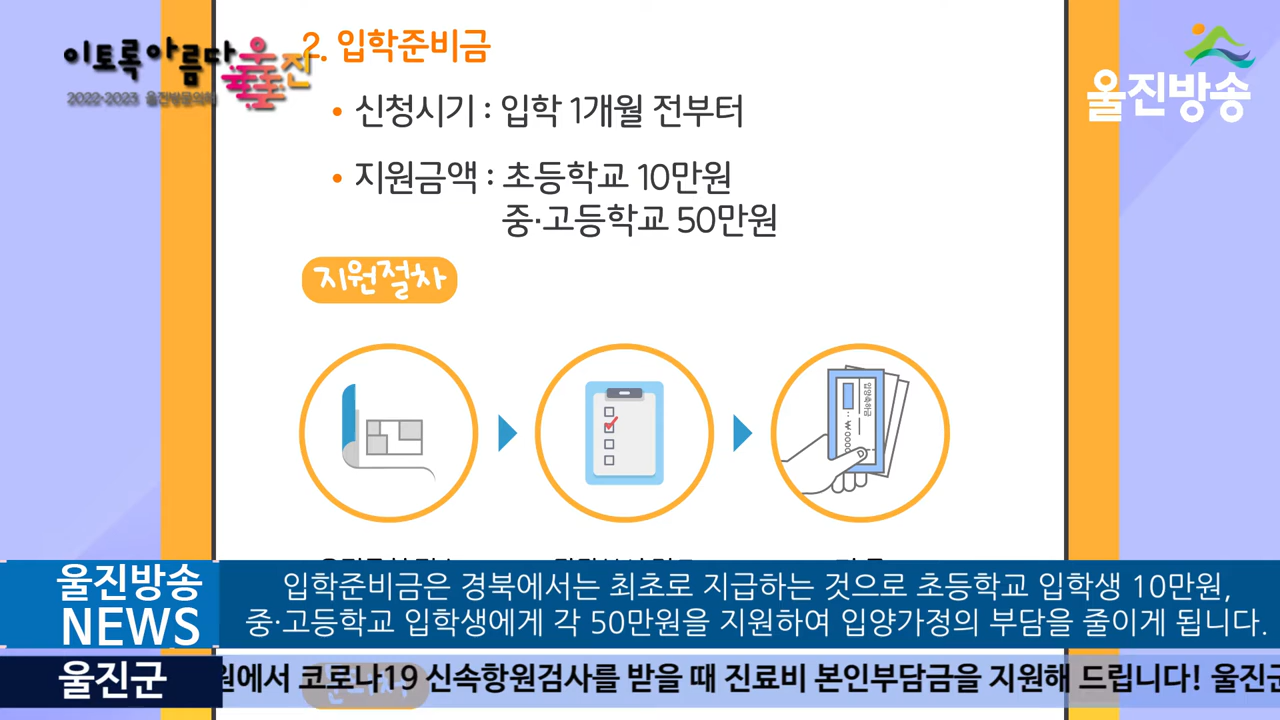 이토록 아름다
울진
2022-2023 울진방문의해
울진방송
2. 입학준비금
• 신청시기 : 입학 1개월 전부터
• 지원금액 : 초등학교 10만원
중·고등학교 50만원
지원절차
입양축하금
울진방송
NEWS
입학준비금은 경북에서는 최초로 지급하는 것으로 초등학교 입학생 10만원,
중·고등학교 입학생에게 각 50만원을 지원하여 입양가정의 부담을 줄이게 됩니다.
울진군
원에서 코로나19 신속항원검사를 받을 때 진료비 본인부담금을 지원해 드립니다! 울진군